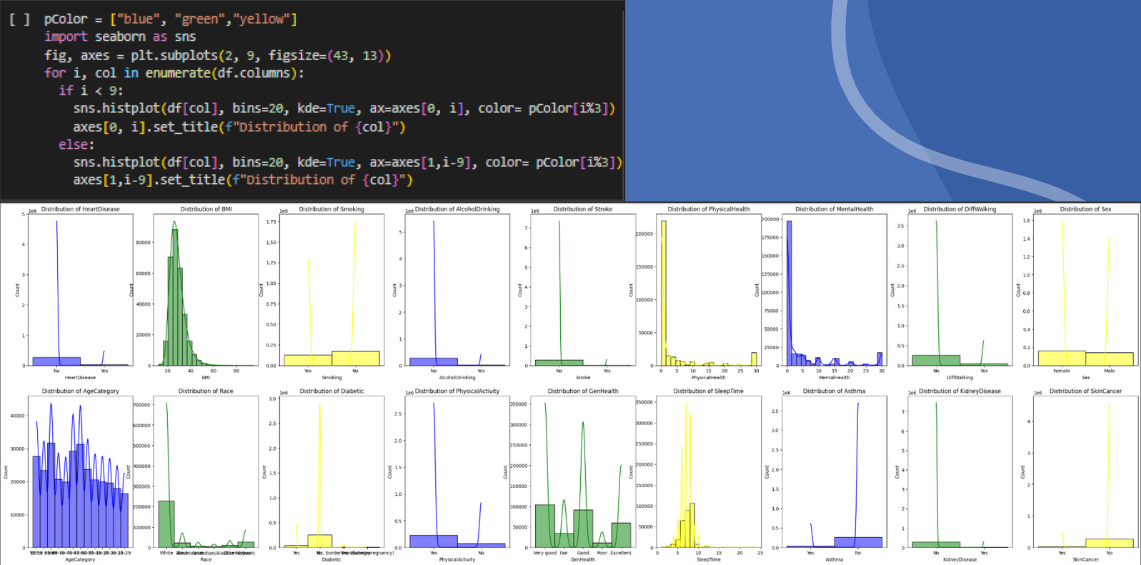 [ ] pColor = ["blue", "green","yellow"]
import seaborn as sns
fig, axes = plt.subplots(2, 9, figsize=(43, 13))
for i, col in enumerate(df.columns):
if i < 9:
sns.histplot(df[col], bins=20, kde=True, ax=axes[0, i], color= pColor[i%3])
axes[0, i].set_title(f"Distribution of {col}")
else:
sns.histplot(df[col], bins=20, kde=True, ax=axes[1,i-9], color= pColor[i%3])
axes[1,i-9].set_title(f"Distribution of {col}")
Distribution of HeartDisease
1e6
5
4
3
2
1
0
Count
No Yes
HeartDisease
Distribution of BMI
80000
60000
40000
20000
0
Count
20 40 60 80
BMI
Distribution of Smoking
1e6
1.75
1.50
1.25
1.00
0.75
0.50
0.25
0.00
Count
Yes No
Smoking
Distribution of AlcoholDrinking
1e6
4
3
2
1
0
Count
No Yes
AlcoholDrinking
Distribution of Stroke
1e6
7
6
5
4
3
2
1
0
Count
No Yes
Stroke
Distribution of PhysicalHealth
200000
150000
100000
50000
0
Count
0 5 10 15 20 25 30
PhysicalHealth
Distribution of MentalHealth
200000
175000
150000
125000
100000
75000
50000
25000
0
Count
0 5 10 15 20 25 30
MentalHealth
Distribution of DiffWalking
1e6
3.5
3.0
2.5
2.0
1.5
1.0
0.5
0.0
Count
No Yes
DiffWalking
Distribution of Sex
1e6
1.6
1.4
1.2
1.0
0.8
0.6
0.4
0.2
0.0
Count
Female Male
Sex
Distribution of AgeCategory
40000
30000
20000
10000
0
Count
AgeCategory
Distribution of Race
700000
600000
500000
400000
300000
200000
100000
0
Count
White
Race
Distribution of Diabetic
1e6
3.0
2.5
2.0
1.5
1.0
0.5
0.0
Count
Yes No
Diabetic
Distribution of PhysicalActivity
1e6
2.5
2.0
1.5
1.0
0.5
0.0
Count
Yes No
PhysicalActivity
Distribution of GenHealth
350000
300000
250000
200000
150000
100000
50000
0
Count
Very good Fair Good Poor Excellent
GenHealth
Distribution of SleepTime
350000
300000
250000
200000
150000
100000
50000
0
Count
0 5 10 15 20 25
SleepTime
Distribution of Asthma
1e6
3.5
3.0
2.5
2.0
1.5
1.0
0.5
0.0
Count
Yes No
Asthma
Distribution of KidneyDisease
1e6
7
6
5
4
3
2
1
0
Count
No Yes
KidneyDisease
Distribution of SkinCancer
1e6
4
3
2
1
0
Count
Yes No
SkinCancer